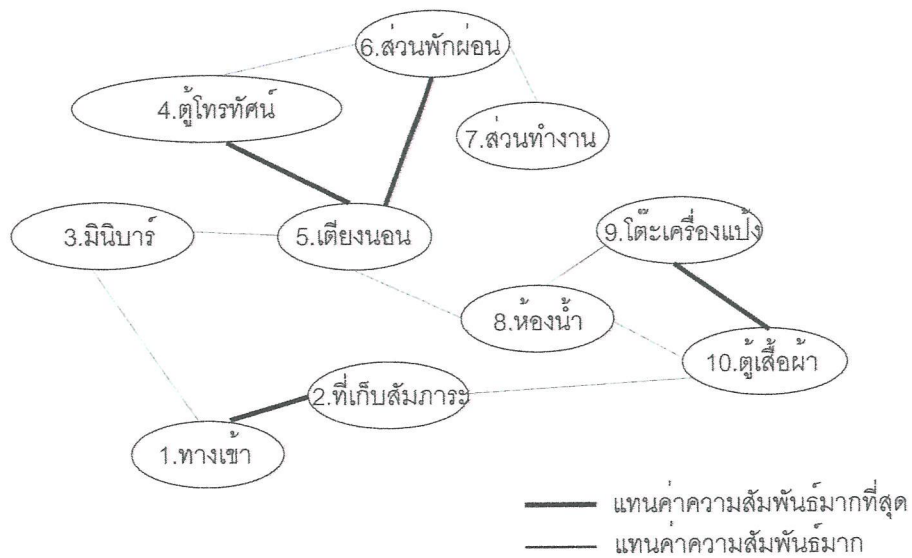 6.ส่วนพักผ่อน
4.ตู้โทรทัศน์
7.ส่วนทำงาน
3.มินิบาร์
5.เตียงนอน
9.โต๊ะเครื่องแป้ง
8.ห้องน้ำ
10.ตู้เสื้อผ้า
2.ที่เก็บสัมภาระ
1.ทางเข้า
แทนค่าความสัมพันธ์มากที่สุด
แทนค่าความสัมพันธ์มาก